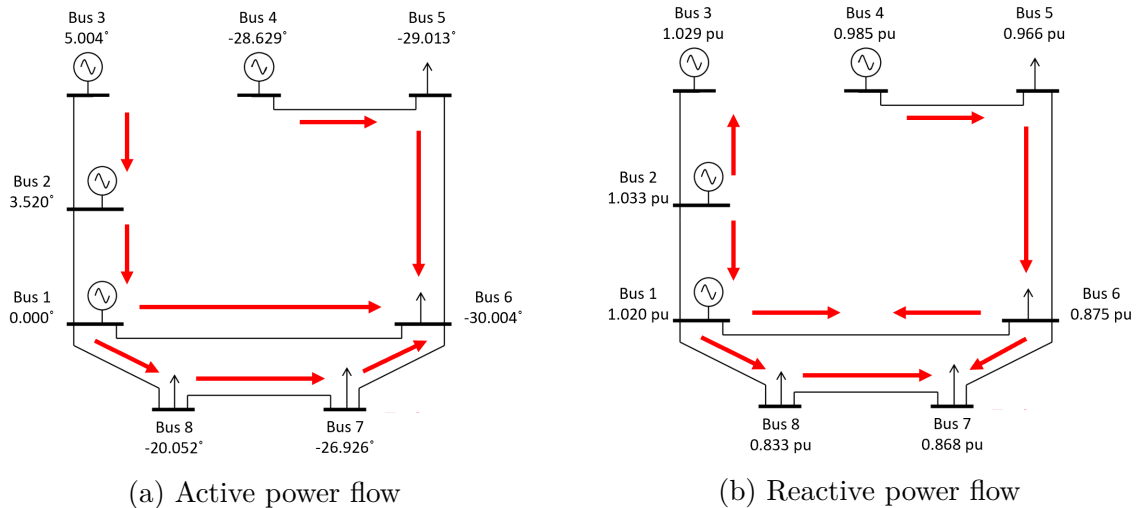 Bus 3
5.004°
Bus 4
-28.629°
Bus 5
-29.013°
Bus 2
3.520°
Bus 1
0.000°
Bus 6
-30.004°
Bus 8
-20.052°
Bus 7
-26.926°
(a) Active power flow
Bus 3
1.029 pu
Bus 4
0.985 pu
Bus 5
0.966 pu
Bus 2
1.033 pu
Bus 1
1.020 pu
Bus 6
0.875 pu
Bus 8
0.833 pu
Bus 7
0.868 pu
(b) Reactive power flow